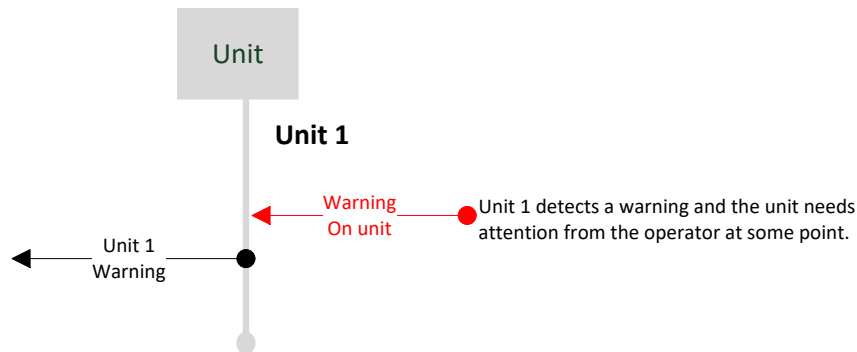 Unit
Unit 1
Warning
On unit
Unit 1 detects a warning and the unit needs
attention from the operator at some point.
Unit 1
Warning